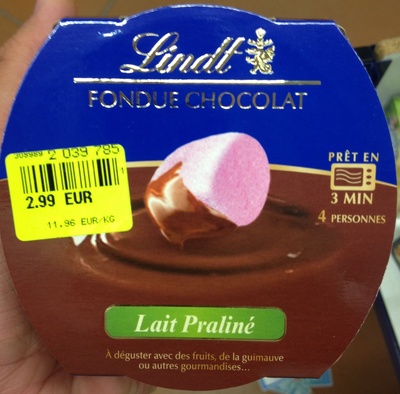 Lindt
FONDUE CHOCOLAT
308989 2 039 785
2.99 EUR
11.96 EUR/KG
PRÊT EN
3 MIN
4 PERSONNES
Lait Praliné
À déguster avec des fruits, de la guimauve
ou autres gourmandises...